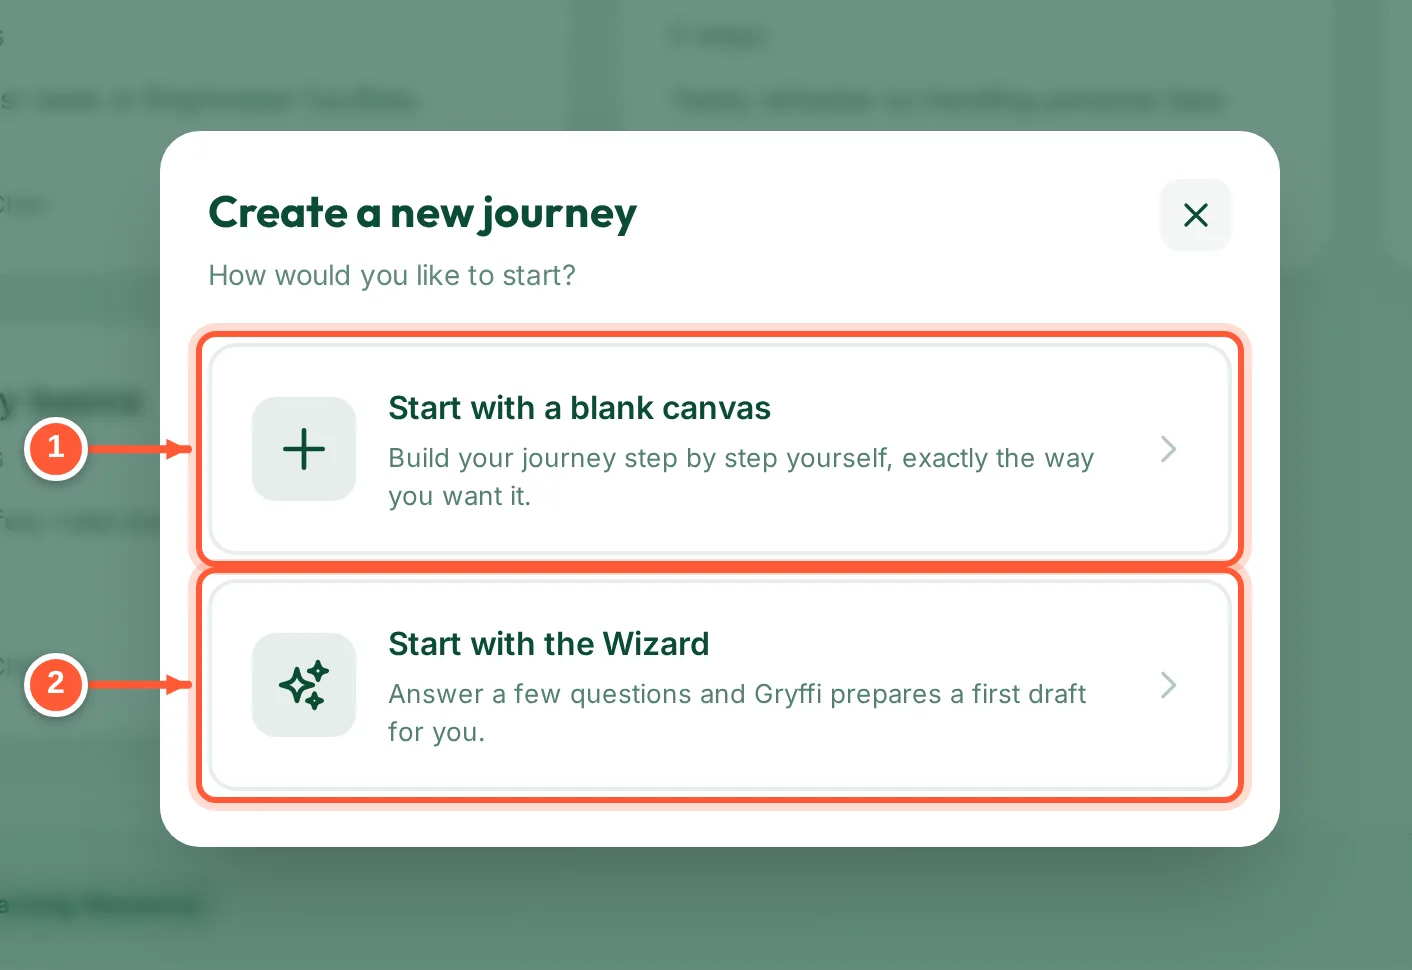 Create a new journey
How would you like to start?
1
Start with a blank canvas
Build your journey step by step yourself, exactly the way
you want it.
2
Start with the Wizard
Answer a few questions and Gryffi prepares a first draft
for you.